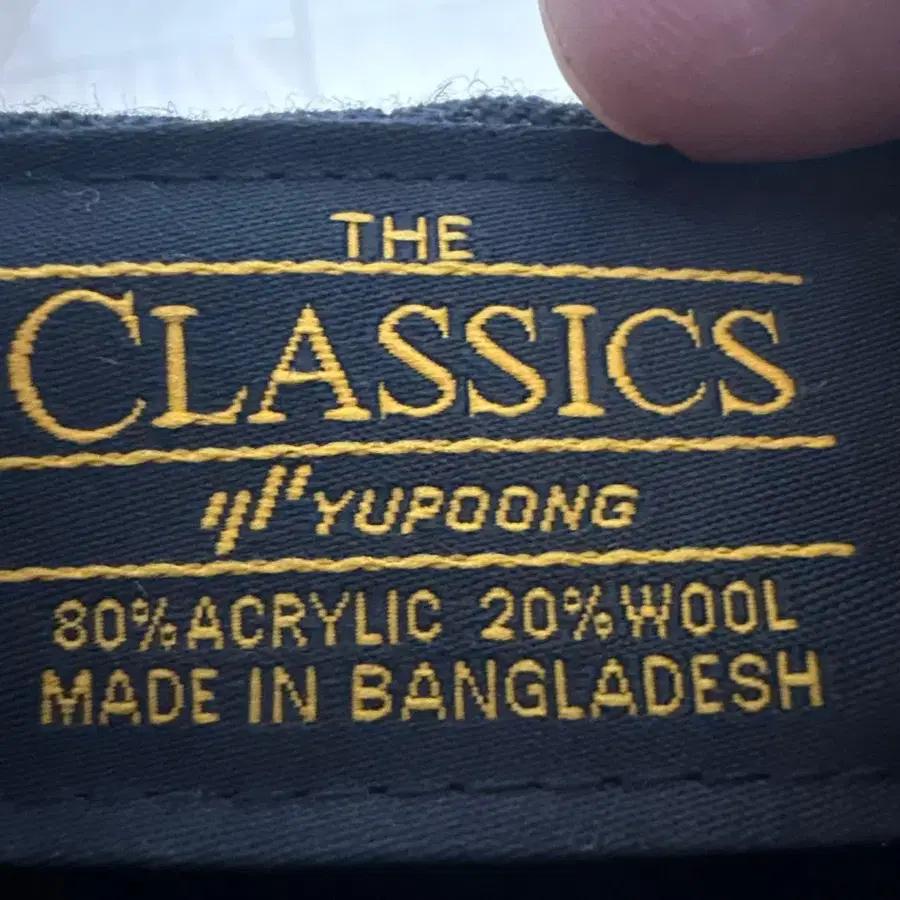 THE
CLASSICS
YUPOONG
80% ACRYLIC 20% WOOL
MADE IN BANGLADESH